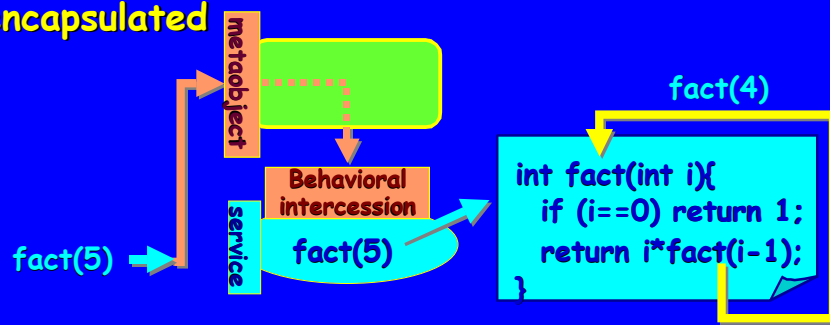 ncapsulated
metaobject
fact(4)
Behavioral
intercession
service
fact(5)
fact(5)
int fact(int i){
if (i==0) return 1;
return i*fact(i-1);
}